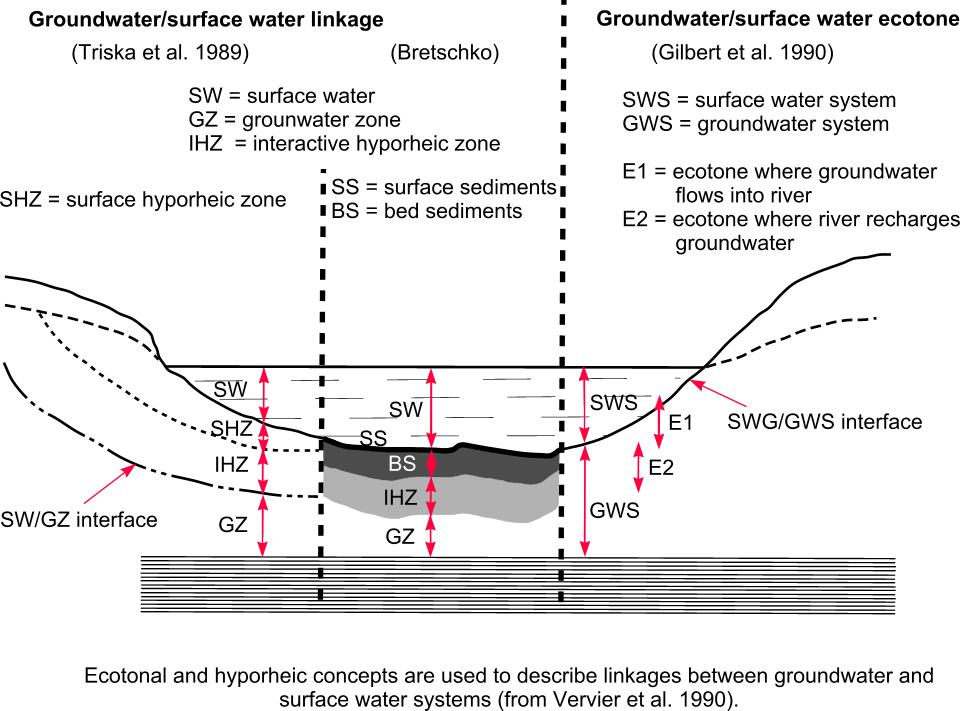 Groundwater/surface water linkage
Groundwater/surface water ecotone
(Triska et al. 1989)
(Bretschko)
(Gilbert et al. 1990)
SW = surface water
GZ = grounwater zone
IHZ = interactive hyporheic zone
SWS = surface water system
GWS = groundwater system
E1 = ecotone where groundwater
flows into river
E2 = ecotone where river recharges
groundwater
SHZ = surface hyporheic zone
SS = surface sediments
BS = bed sediments
SW
SHZ
IHZ
GZ
SW/GZ interface
SW
SS
BS
IHZ
GZ
SWS
GWS
E1
E2
SWG/GWS interface
Ecotonal and hyporheic concepts are used to describe linkages between groundwater and
surface water systems (from Vervier et al. 1990).